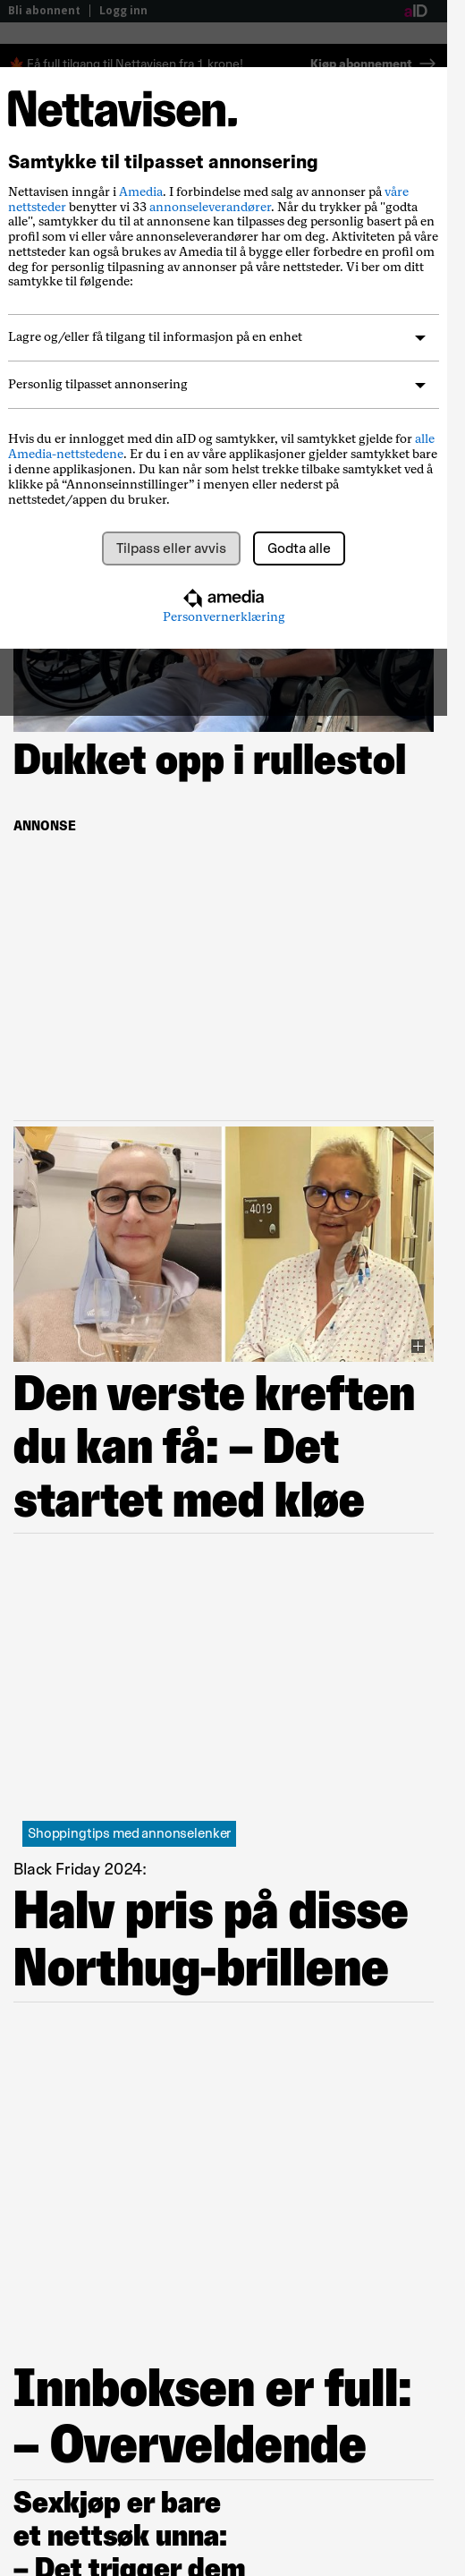 Bli abonnent | Logg inn
aID
🍁 Få full tilgang til Nettavisen fra 1 krone! Kjøp abonnement →
Nettavisen.
Samtykke til tilpasset annonsering
Nettavisen inngår i Amedia. I forbindelse med salg av annonser på våre
nettsteder benytter vi 33 annonseleverandører. Når du trykker på "godta
alle", samtykker du til at annonsene kan tilpasses deg personlig basert på en
profil som vi eller våre annonseleverandører har om deg. Aktiviteten på våre
nettsteder kan også brukes av Amedia til å bygge eller forbedre en profil om
deg for personlig tilpasning av annonser på våre nettsteder. Vi ber om ditt
samtykke til følgende:
Lagre og/eller få tilgang til informasjon på en enhet
Personlig tilpasset annonsering
Hvis du er innlogget med din aID og samtykker, vil samtykket gjelde for alle
Amedia-nettstedene. Er du i en av våre applikasjoner gjelder samtykket bare
i denne applikasjonen. Du kan når som helst trekke tilbake samtykket ved å
klikke på “Annonseinnstillinger” i menyen eller nederst på
nettstedet/appen du bruker.
Tilpass eller avvis
Godta alle
amedia
Personvernerklæring
Dukket opp i rullestol
ANNONSE
4019
Den verste kreften
du kan få: – Det
startet med kløe
Shoppingtips med annonselenker
Black Friday 2024:
Halv pris på disse
Northug-brillene
Innboksen er full:
– Overveldende
Sexkjøp er bare
et nettsøk unna:
– Det trigger dem